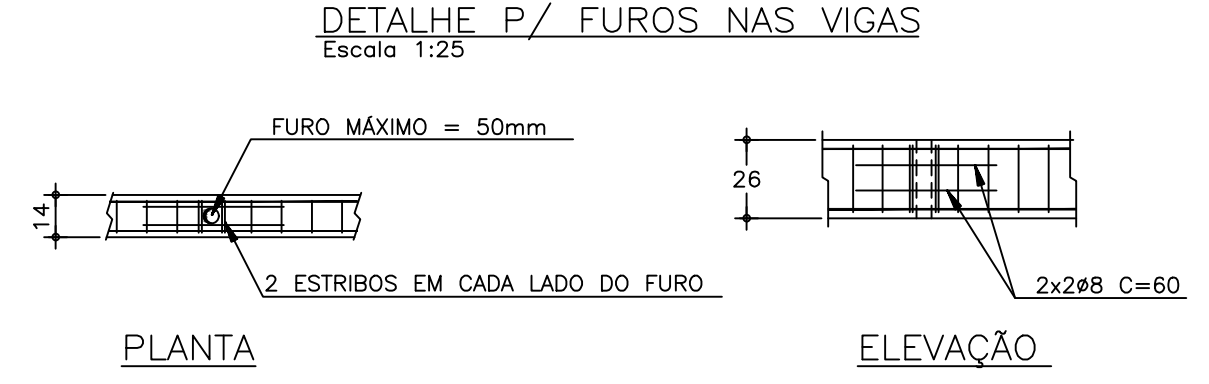 DETALHE P/ FUROS NAS VIGAS
Escala 1:25
FURO MÁXIMO = 50mm
14
2 ESTRIBOS EM CADA LADO DO FURO
PLANTA
26
2x2ø8 C=60
ELEVAÇÃO